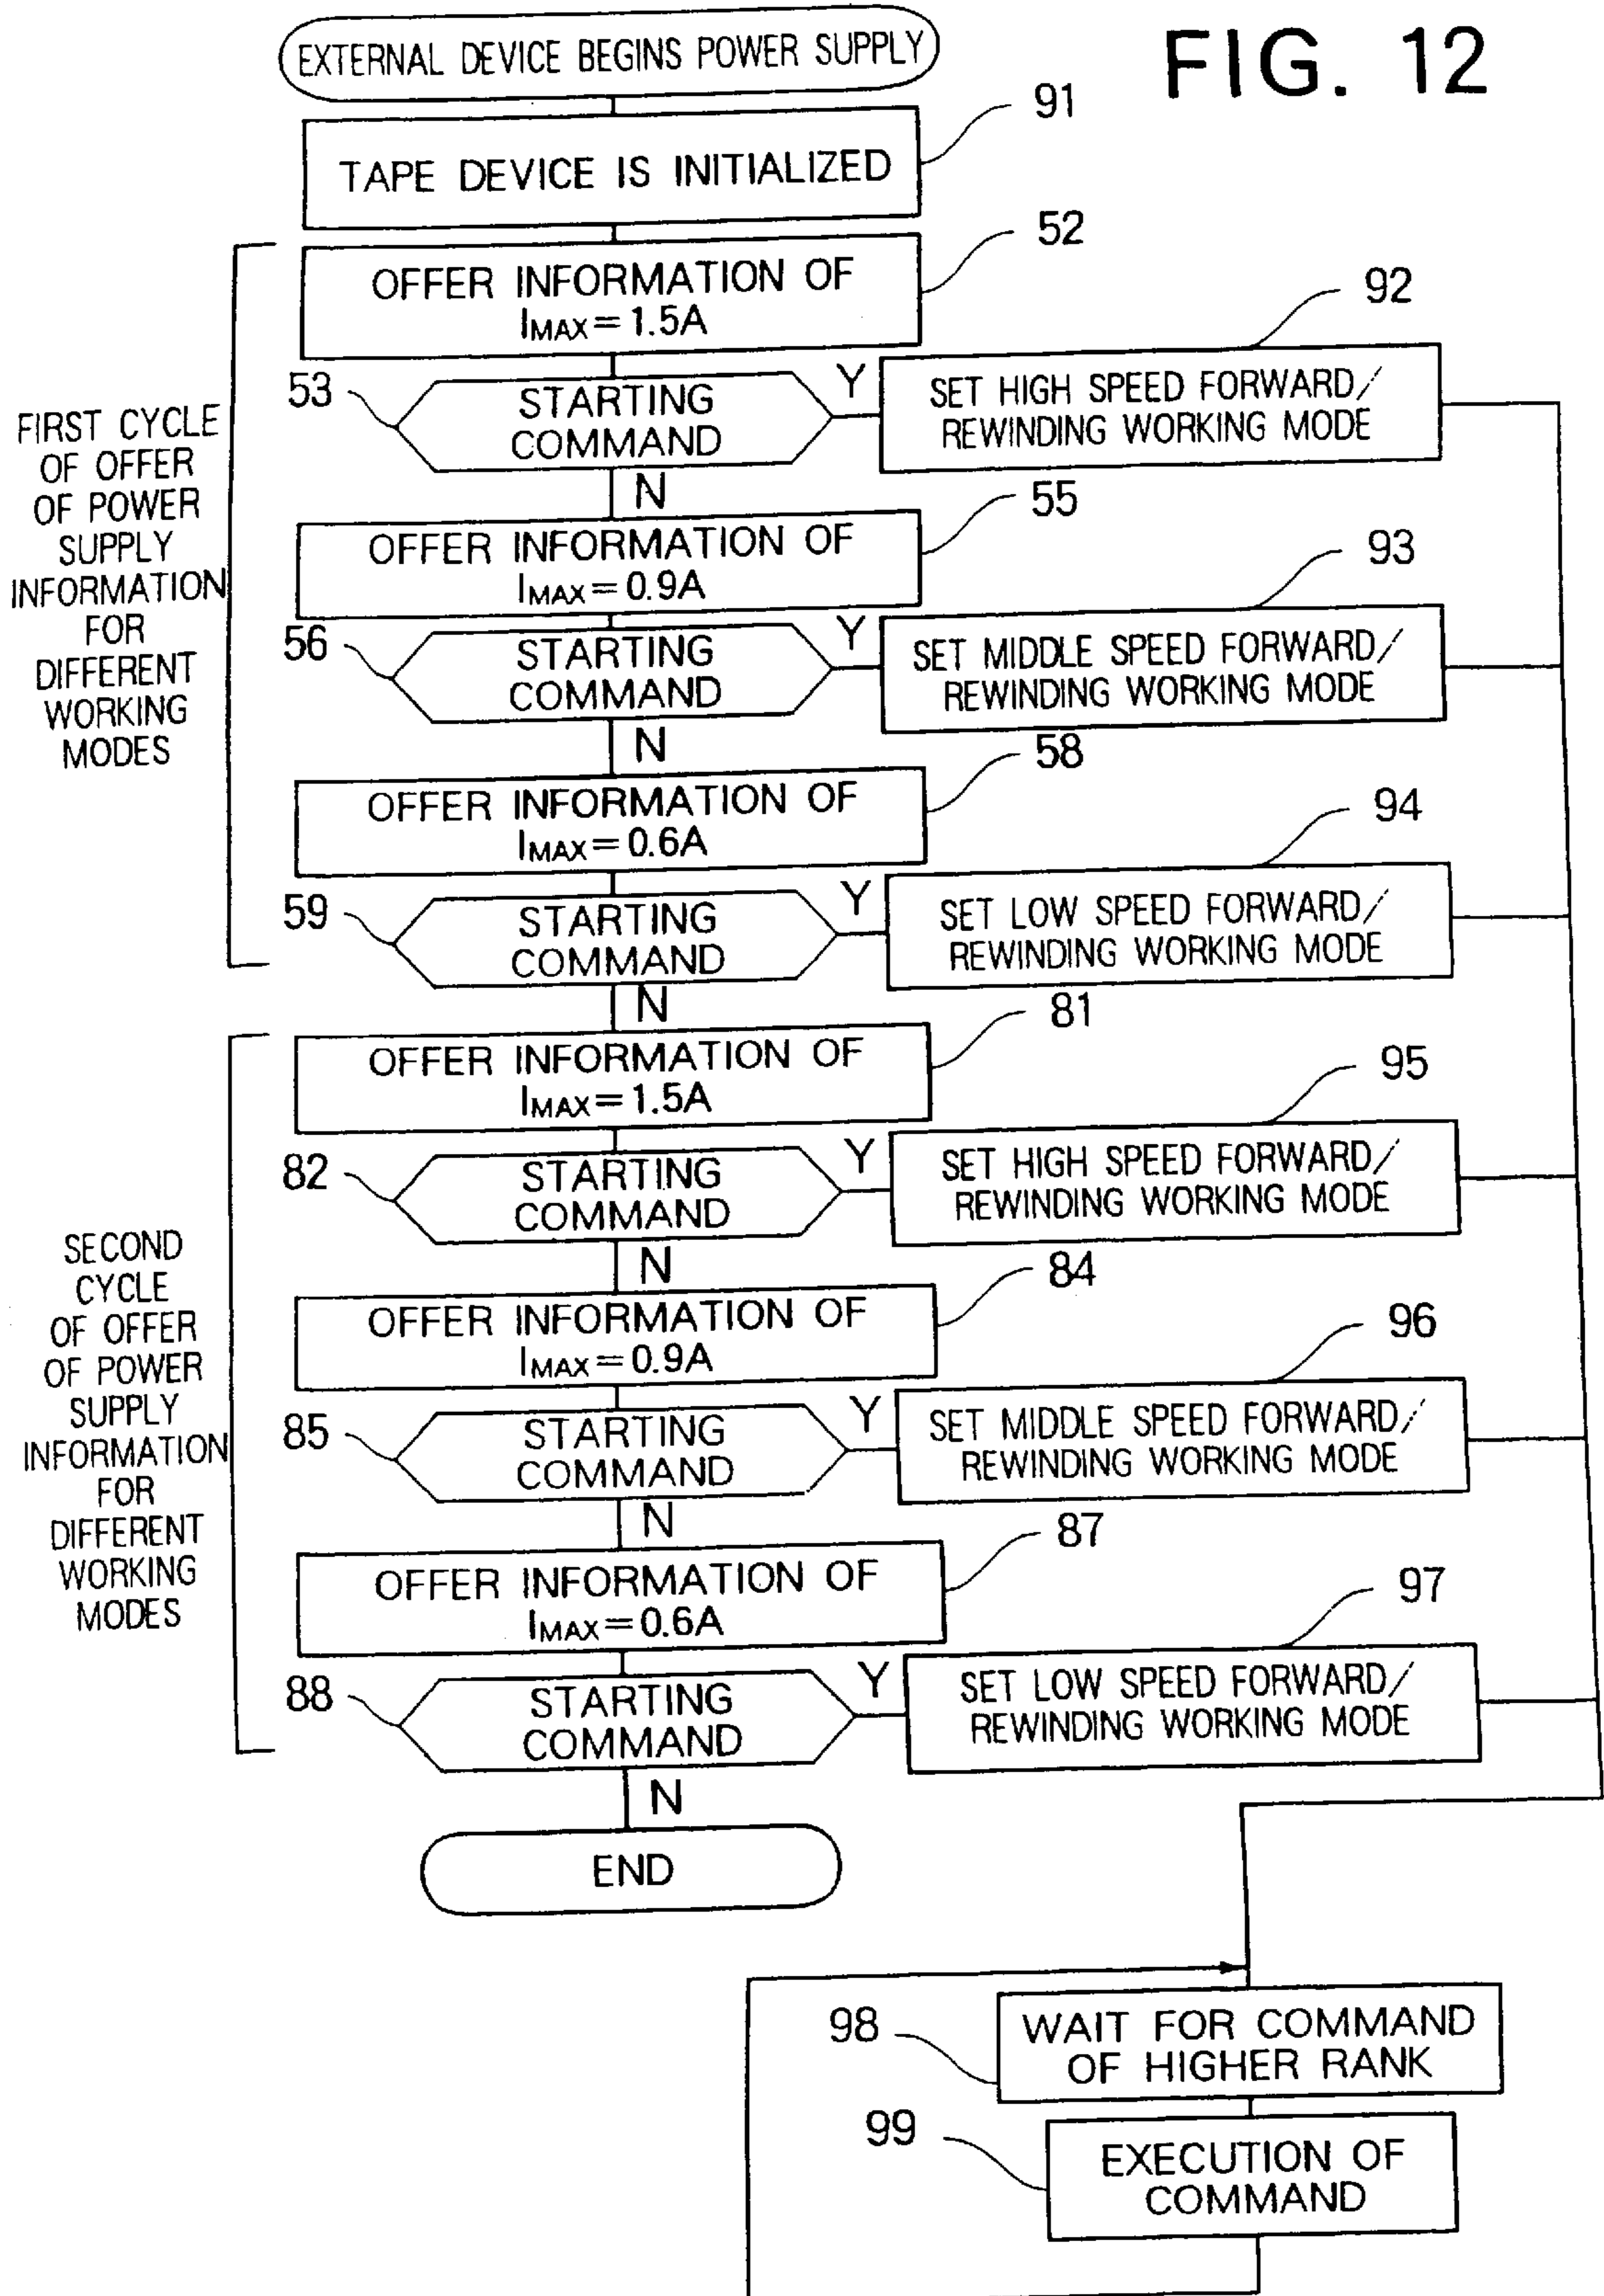 EXTERNAL DEVICE BEGINS POWER SUPPLY
FIG. 12
91
TAPE DEVICE IS INITIALIZED
52
OFFER INFORMATION OF
IMAX=1.5A
92
53
STARTING
COMMAND
Y
SET HIGH SPEED FORWARD/
REWINDING WORKING MODE
N
FIRST CYCLE
OF OFFER
OF POWER
SUPPLY
INFORMATION
FOR
DIFFERENT
WORKING
MODES
55
OFFER INFORMATION OF
IMAX=0.9A
93
56
STARTING
COMMAND
Y
SET MIDDLE SPEED FORWARD/
REWINDING WORKING MODE
N
58
OFFER INFORMATION OF
IMAX=0.6A
94
59
STARTING
COMMAND
Y
SET LOW SPEED FORWARD/
REWINDING WORKING MODE
N
81
OFFER INFORMATION OF
IMAX=1.5A
95
82
STARTING
COMMAND
Y
SET HIGH SPEED FORWARD/
REWINDING WORKING MODE
N
SECOND
CYCLE
OF OFFER
OF POWER
SUPPLY
INFORMATION
FOR
DIFFERENT
WORKING
MODES
84
OFFER INFORMATION OF
IMAX=0.9A
96
85
STARTING
COMMAND
Y
SET MIDDLE SPEED FORWARD/
REWINDING WORKING MODE
N
87
OFFER INFORMATION OF
IMAX=0.6A
97
88
STARTING
COMMAND
Y
SET LOW SPEED FORWARD/
REWINDING WORKING MODE
N
END
98
WAIT FOR COMMAND
OF HIGHER RANK
99
EXECUTION OF
COMMAND